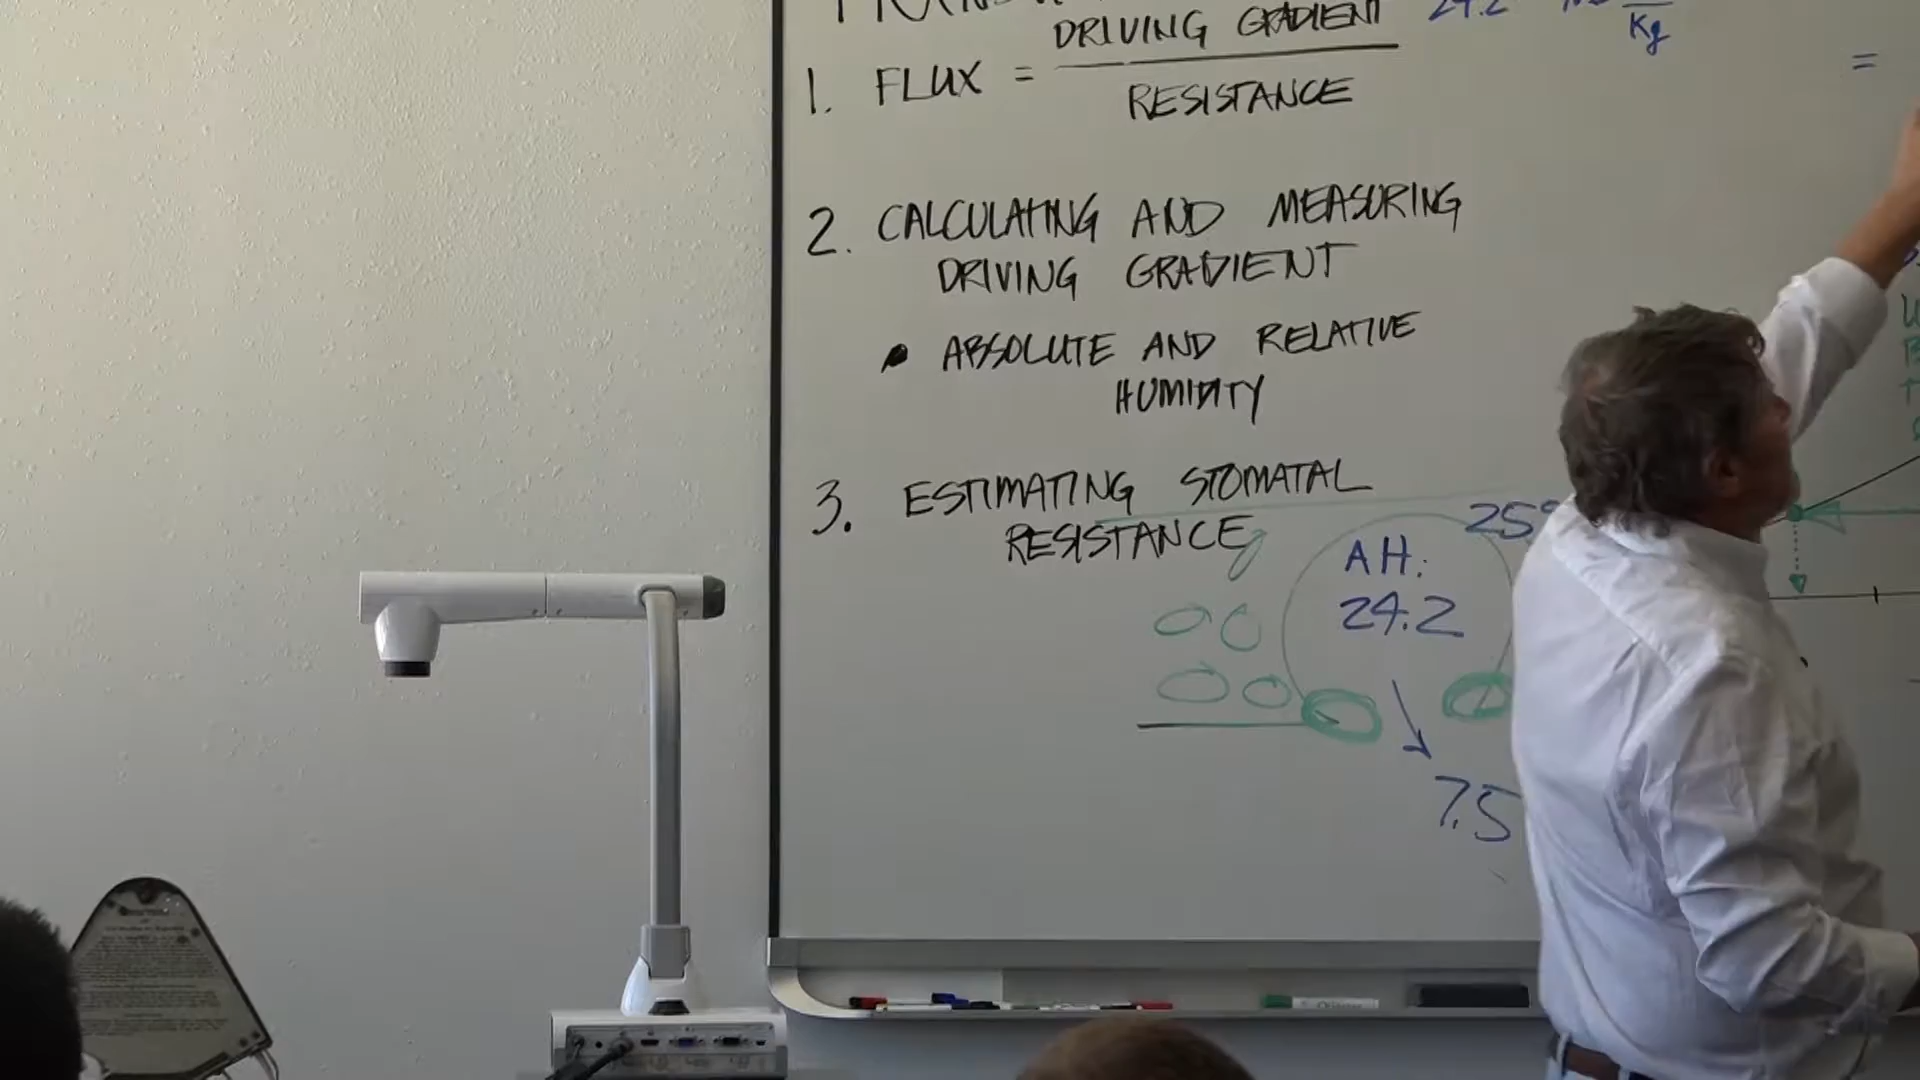 DRIVING GRADIENT
1. FLUX =
RESISTANCE
24.2
Kg
=
2. CALCULATING AND MEASURING
DRIVING GRADIENT
• ABSOLUTE AND RELATIVE
HUMIDITY
3. ESTIMATING STOMATAL
RESISTANCE
25°
AH:
24.2
7.5